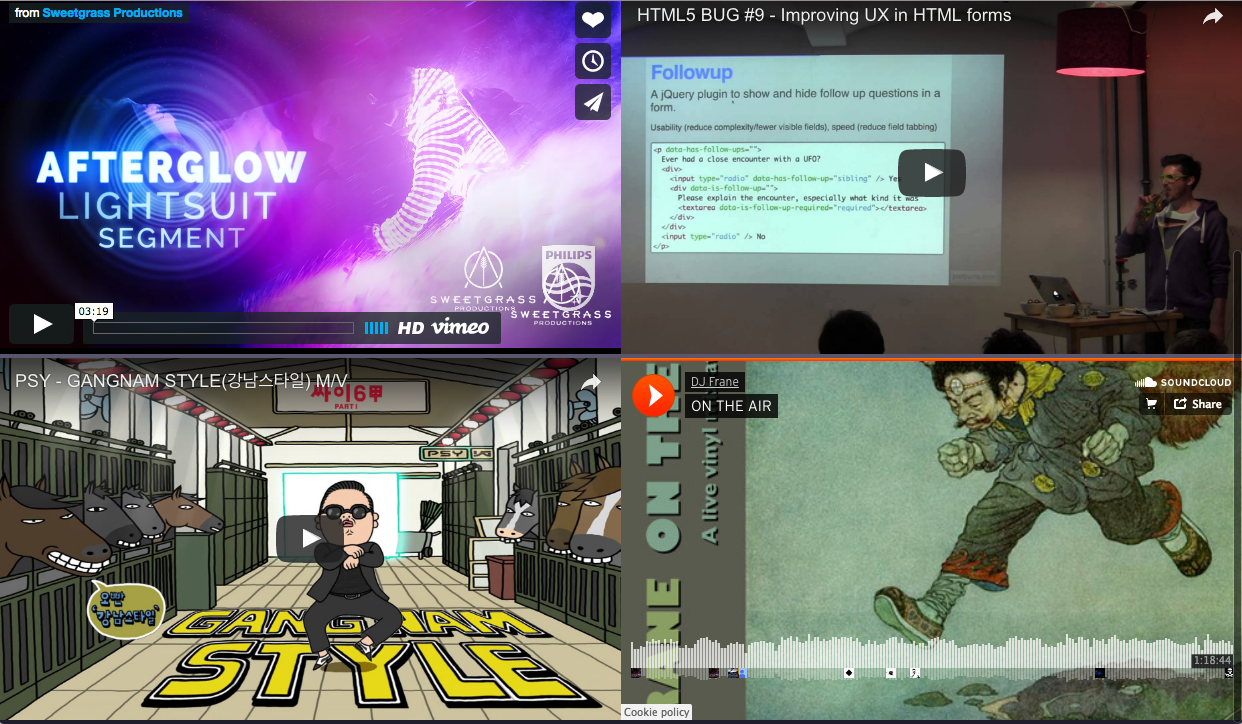 from Sweetgrass Productions
AFTERGLOW
LIGHTSUIT
SEGMENT
SWEETGRASS
PRODUCTIONS
PHILIPS
SWEETGRASS
PRODUCTIONS
03:19
HD vimeo
HTML5 BUG #9 - Improving UX in HTML forms
Followup
A jQuery plugin to show and hide follow up questions in a
form.
Usability (reduce complexity/fewer visible fields), speed (reduce field tabbing)
<p data-has-follow-ups="">
Ever had a close encounter with a UFO?
<div>
<input type="radio" data-has-follow-up="sibling" /> Yes
<div data-is-follow-up="">
Please explain the encounter, especially what kind it was
<textarea data-is-follow-up-required="required"></textarea>
</div>
</div>
<input type="radio" /> No
</p>
PSY - GANGNAM STYLE(강남스타일) M/V
싸이6甲
PART 1
PSY
오빤
강남스타일
GANGNAM
STYLE
DJ Frane
ON THE AIR
SOUNDCLOUD
Share
RANE ON THE
A live vinyl
1:18:44
Cookie policy